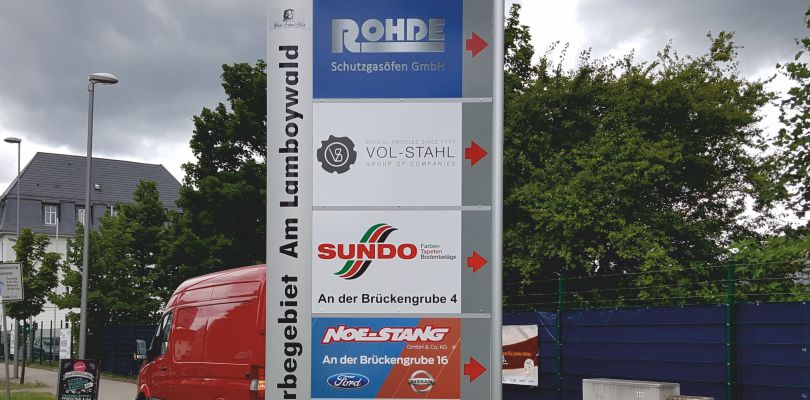 rbegebiet Am Lamboywald
ROHDE
Schutzgasöfen GmbH
SPECIAL PROFILES SINCE 1773
VOL-STAHL
GROUP OF COMPANIES
SUNDO
Farben
Tapeten
Bodenbeläge
An der Brückengrube 4
NOE-STANG
GmbH & Co. KG
An der Brückengrube 16
Ford
NISSAN